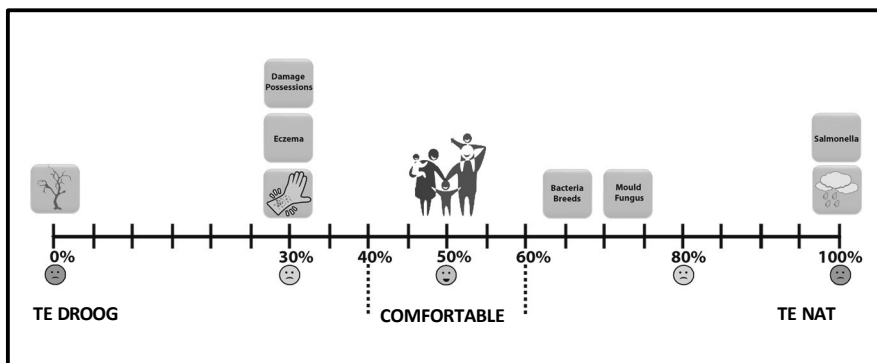 Damage
Possessions
Eczema
Salmonella
Bacteria
Breeds
Mould
Fungus
0%
30%
40%
50%
60%
80%
100%
TE DROOG
COMFORTABLE
TE NAT